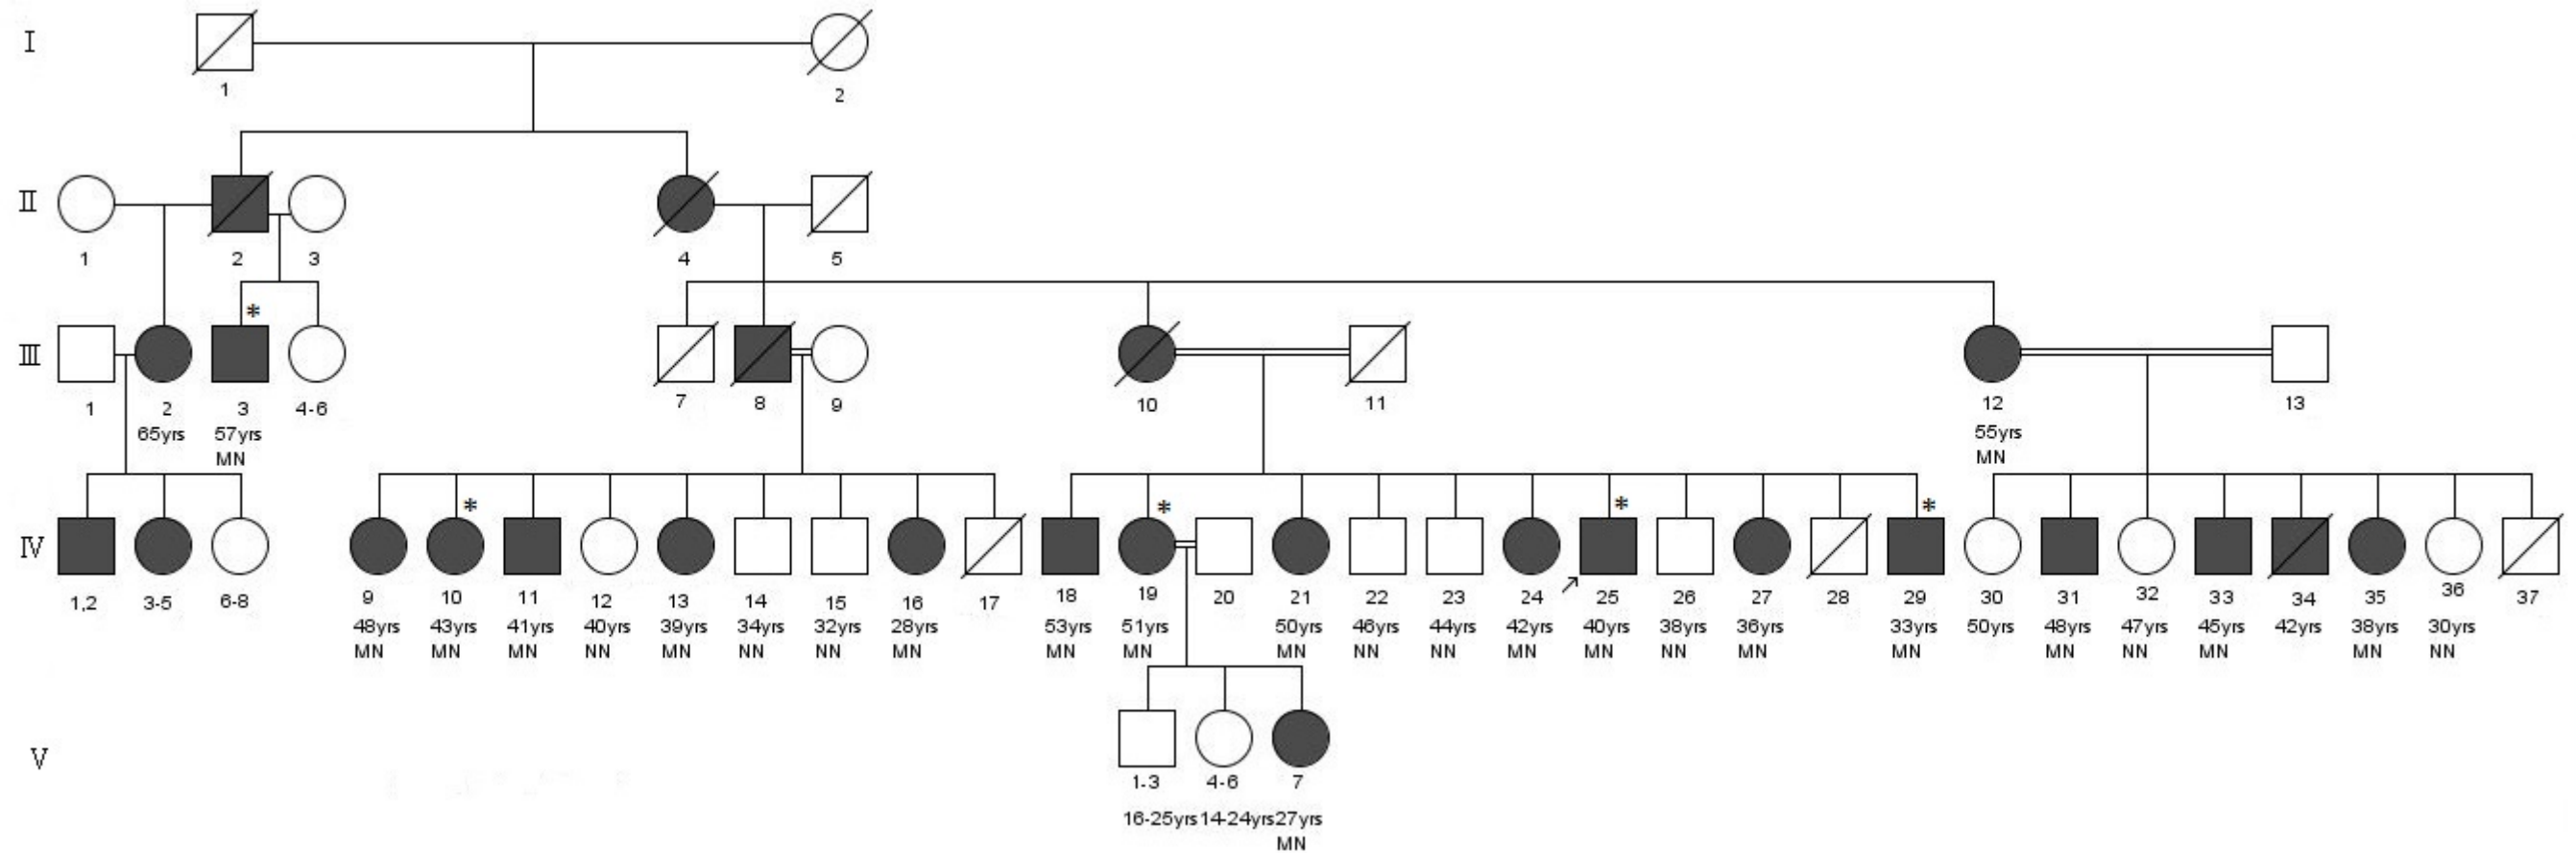 I
1 2
II
1 2 3 4 5
*
III
1 2 3 4-6 7 8 9 10 11 12 13
65yrs 57yrs 55yrs
MN MN
* * * *
IV
1,2 3-5 6-8 9 10 11 12 13 14 15 16 17 18 19 20 21 22 23 24 25 26 27 28 29 30 31 32 33 34 35 36 37
48yrs 43yrs 41yrs 40yrs 39yrs 34yrs 32yrs 28yrs 53yrs 51yrs 50yrs 46yrs 44yrs 42yrs 40yrs 38yrs 36yrs 33yrs 50yrs 48yrs 47yrs 45yrs 42yrs 38yrs 30yrs
MN MN MN NN MN NN NN MN MN MN MN NN NN MN MN NN MN MN MN NN MN MN NN
V
1-3 4-6 7
16-25yrs 14-24yrs 27yrs
MN